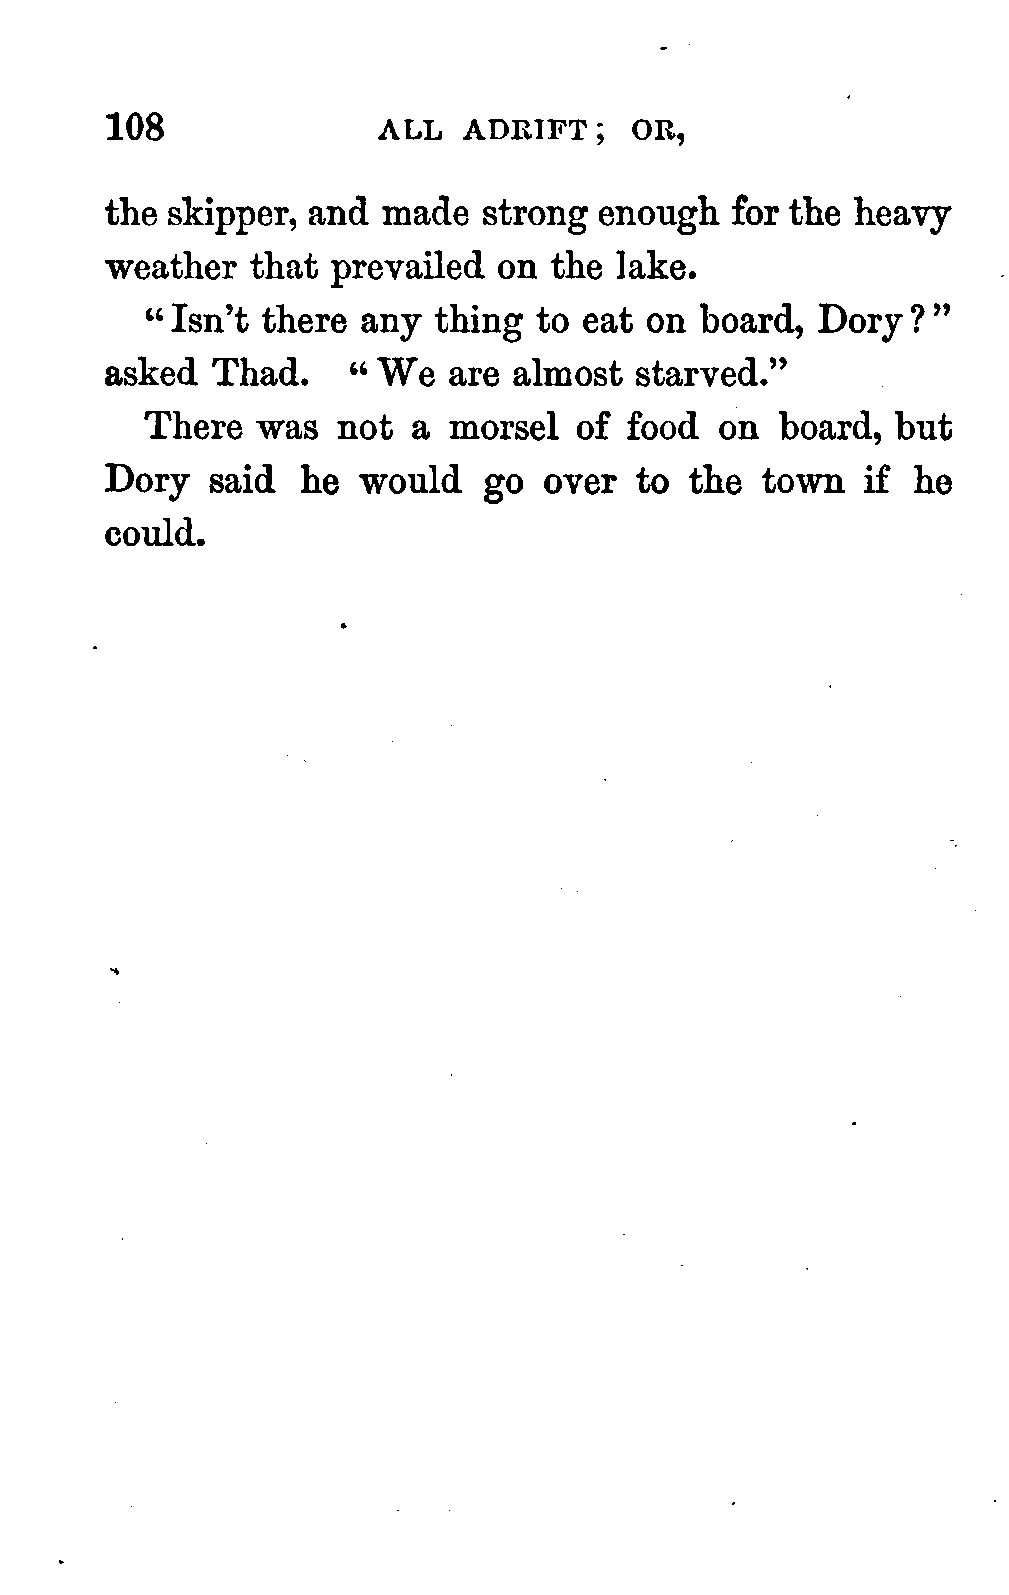 108 ALL ADRIFT; OR,
the skipper, and made strong enough for the heavy
weather that prevailed on the lake.
"Isn't there any thing to eat on board, Dory?"
asked Thad. "We are almost starved."
There was not a morsel of food on board, but
Dory said he would go over to the town if he
could.